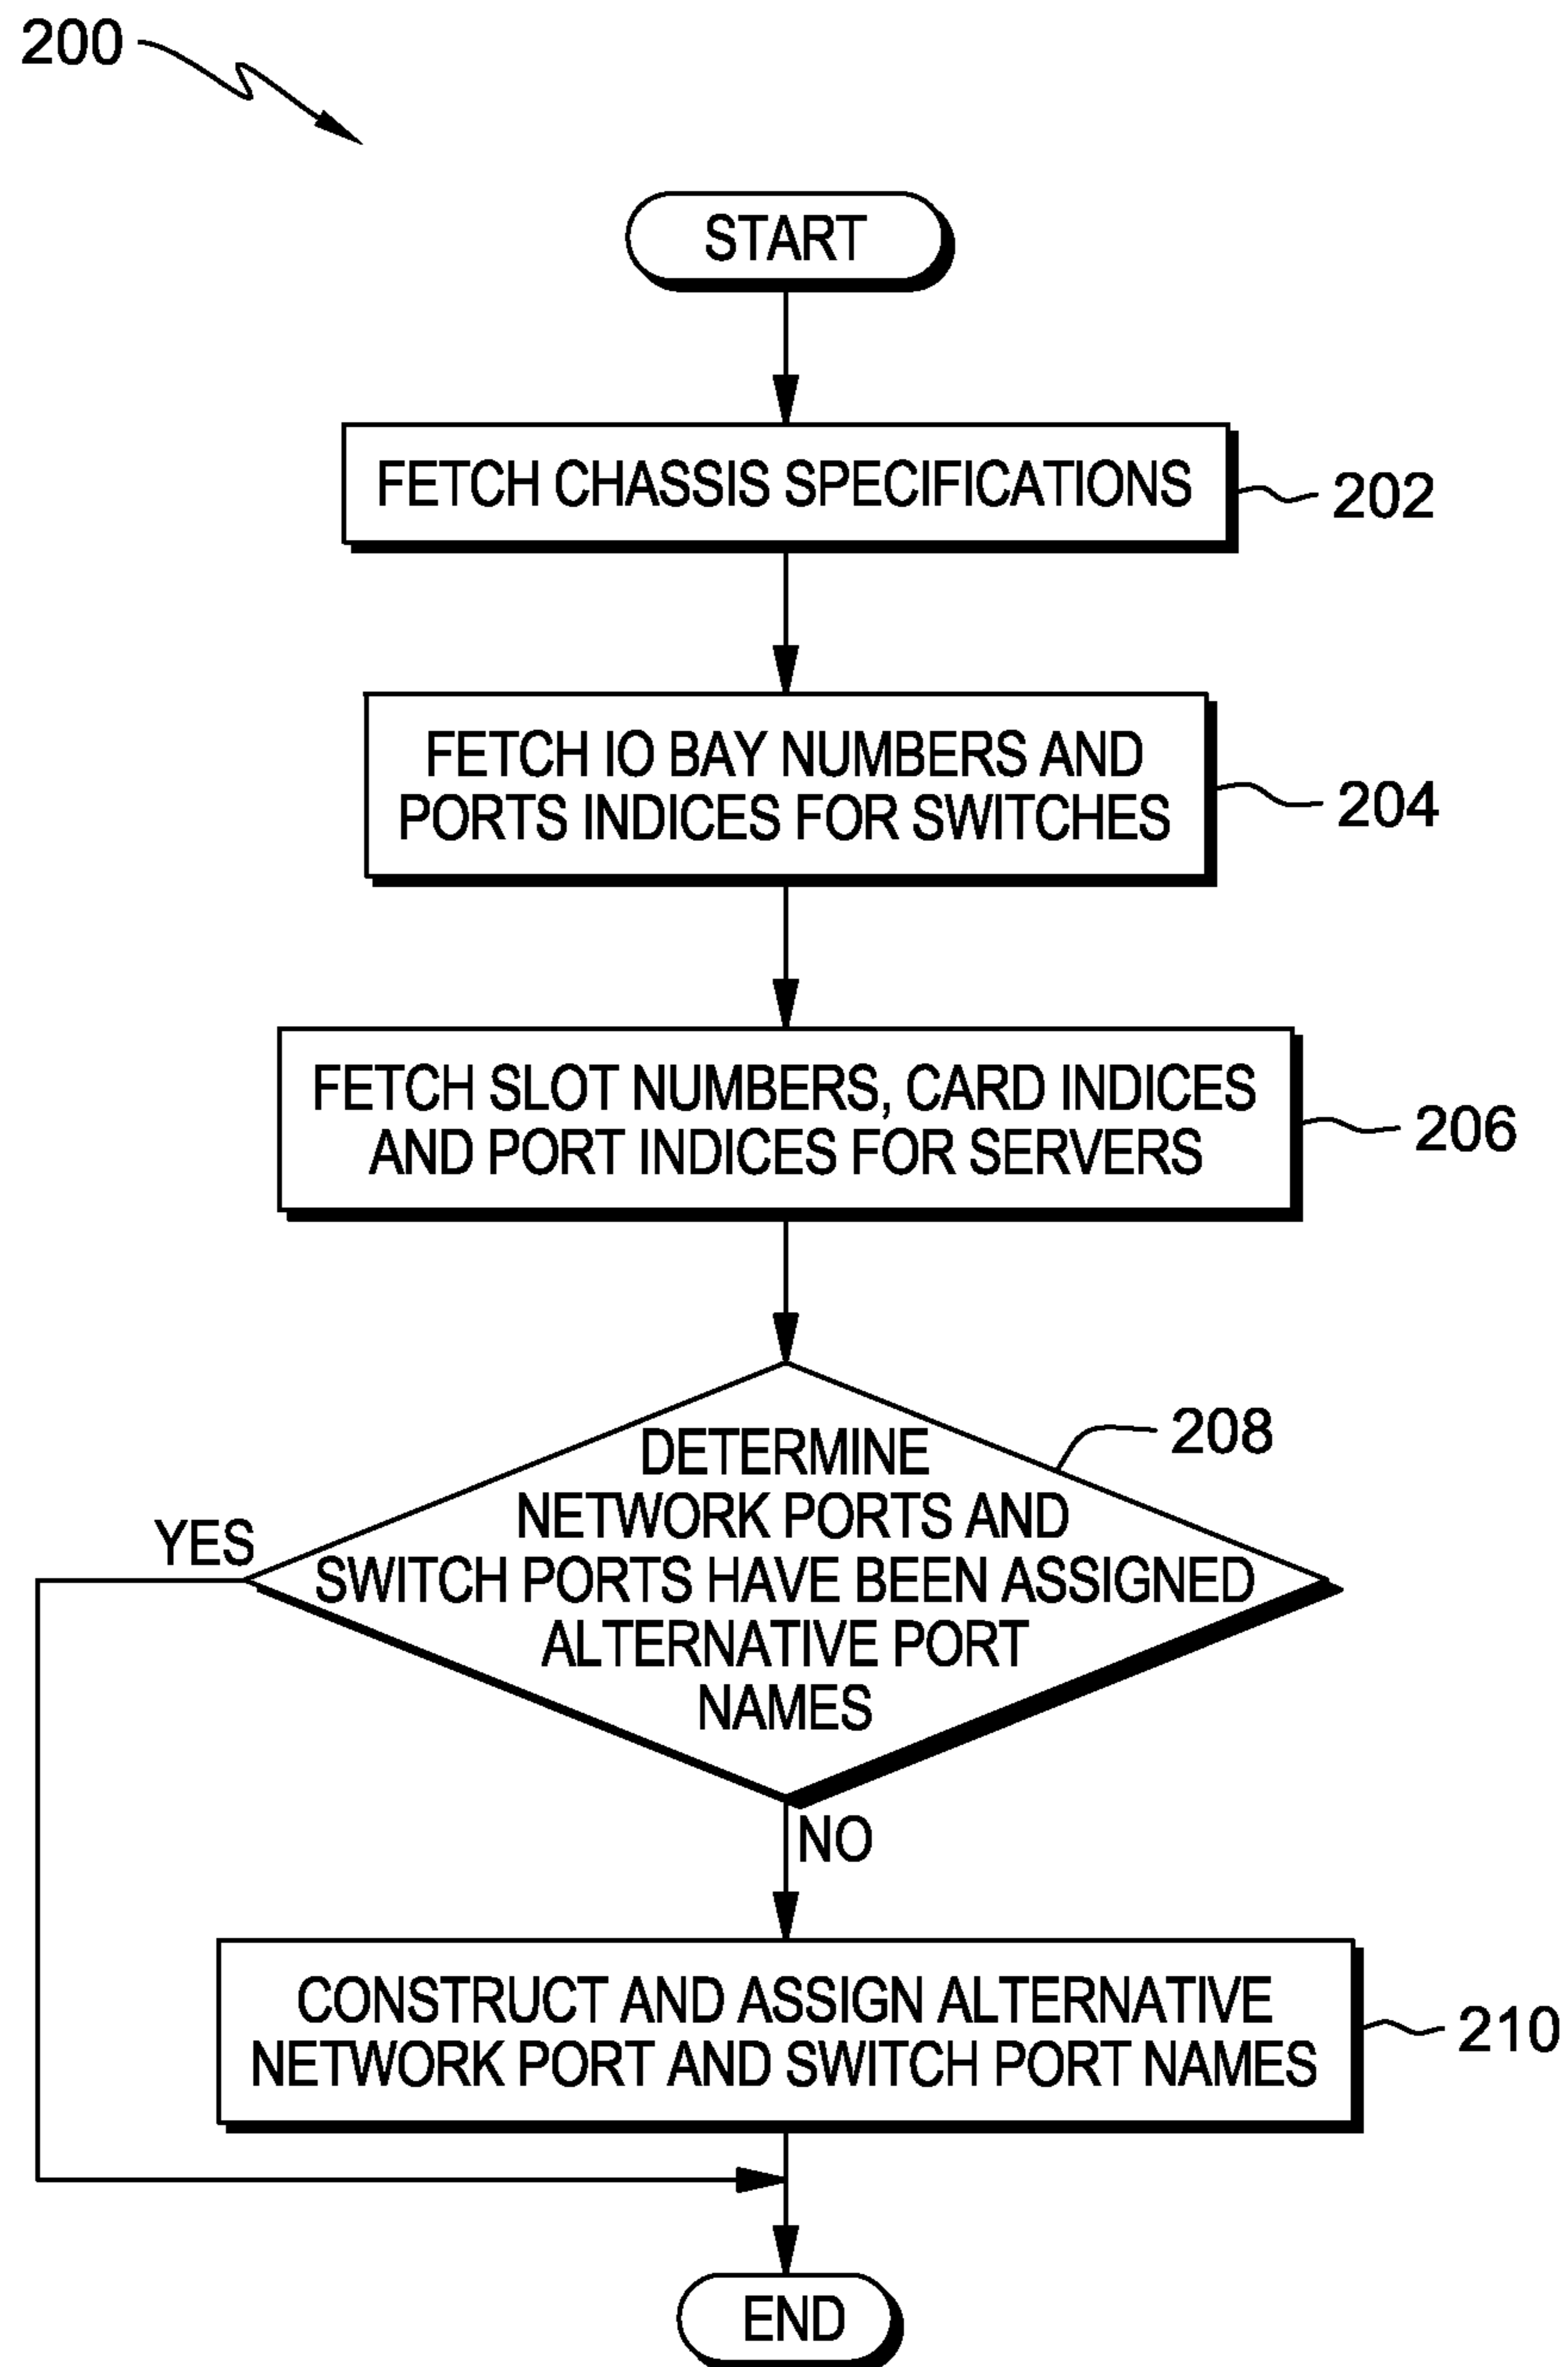 200
START
FETCH CHASSIS SPECIFICATIONS
202
FETCH IO BAY NUMBERS AND
PORTS INDICES FOR SWITCHES
204
FETCH SLOT NUMBERS, CARD INDICES
AND PORT INDICES FOR SERVERS
206
DETERMINE
NETWORK PORTS AND
SWITCH PORTS HAVE BEEN ASSIGNED
ALTERNATIVE PORT
NAMES
208
YES
NO
CONSTRUCT AND ASSIGN ALTERNATIVE
NETWORK PORT AND SWITCH PORT NAMES
210
END